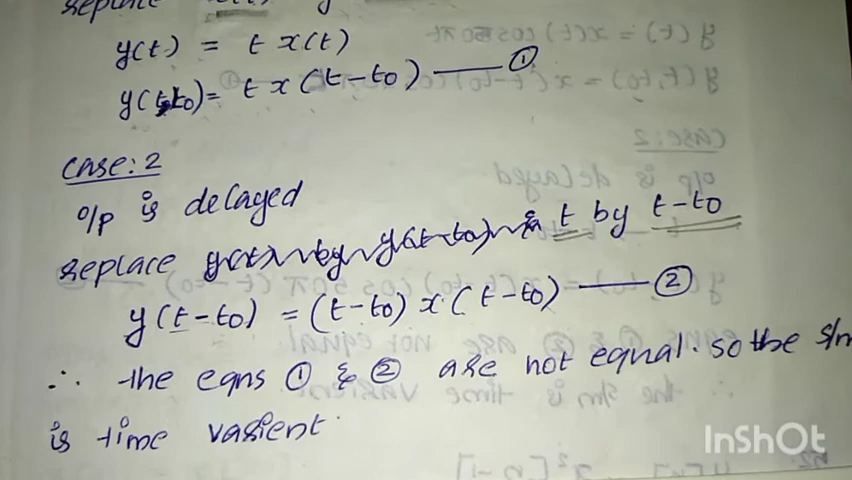 replace
y(t) = t x(t)
y(t,t0) = t x(t-t0) —— ①
case:2
o/p is delayed
replace t by t-t0
y(t-t0) = (t-t0) x(t-t0) —— ②
∴ the eqns ① & ② are not equal. so the s/m
is time varient.
InShOt